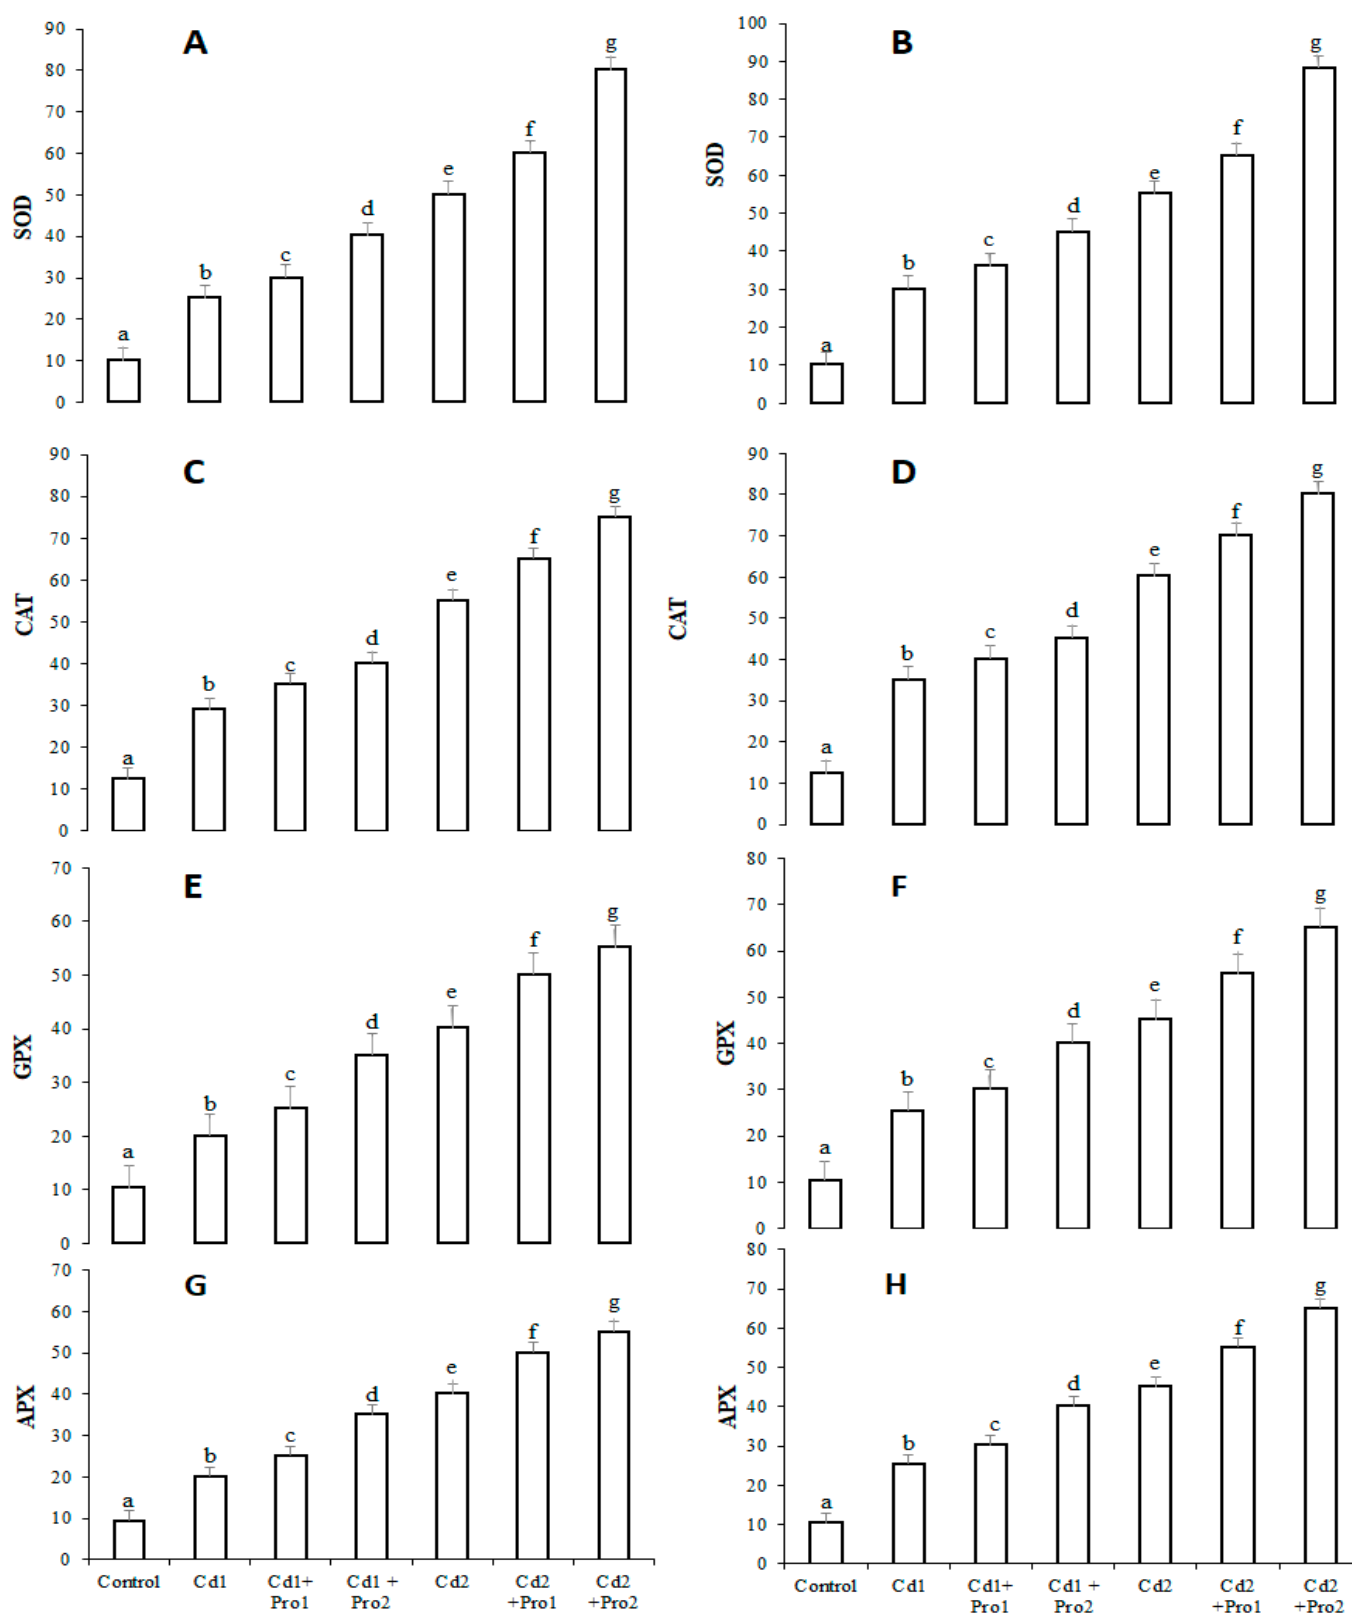 A
SOD
90
80
70
60
50
40
30
20
10
0
a
b
c
d
e
f
g
B
SOD
100
90
80
70
60
50
40
30
20
10
0
a
b
c
d
e
f
g
C
CAT
90
80
70
60
50
40
30
20
10
0
a
b
c
d
e
f
g
D
CAT
90
80
70
60
50
40
30
20
10
0
a
b
c
d
e
f
g
E
GPX
70
60
50
40
30
20
10
0
a
b
c
d
e
f
g
F
GPX
80
70
60
50
40
30
20
10
0
a
b
c
d
e
f
g
G
APX
70
60
50
40
30
20
10
0
a
b
c
d
e
f
g
Control
Cd1
Cd1+
Pro1
Cd1 +
Pro2
Cd2
Cd2
+Pro1
Cd2
+Pro2
H
APX
80
70
60
50
40
30
20
10
0
a
b
c
d
e
f
g
Control
Cd1
Cd1+
Pro1
Cd1 +
Pro2
Cd2
Cd2
+Pro1
Cd2
+Pro2